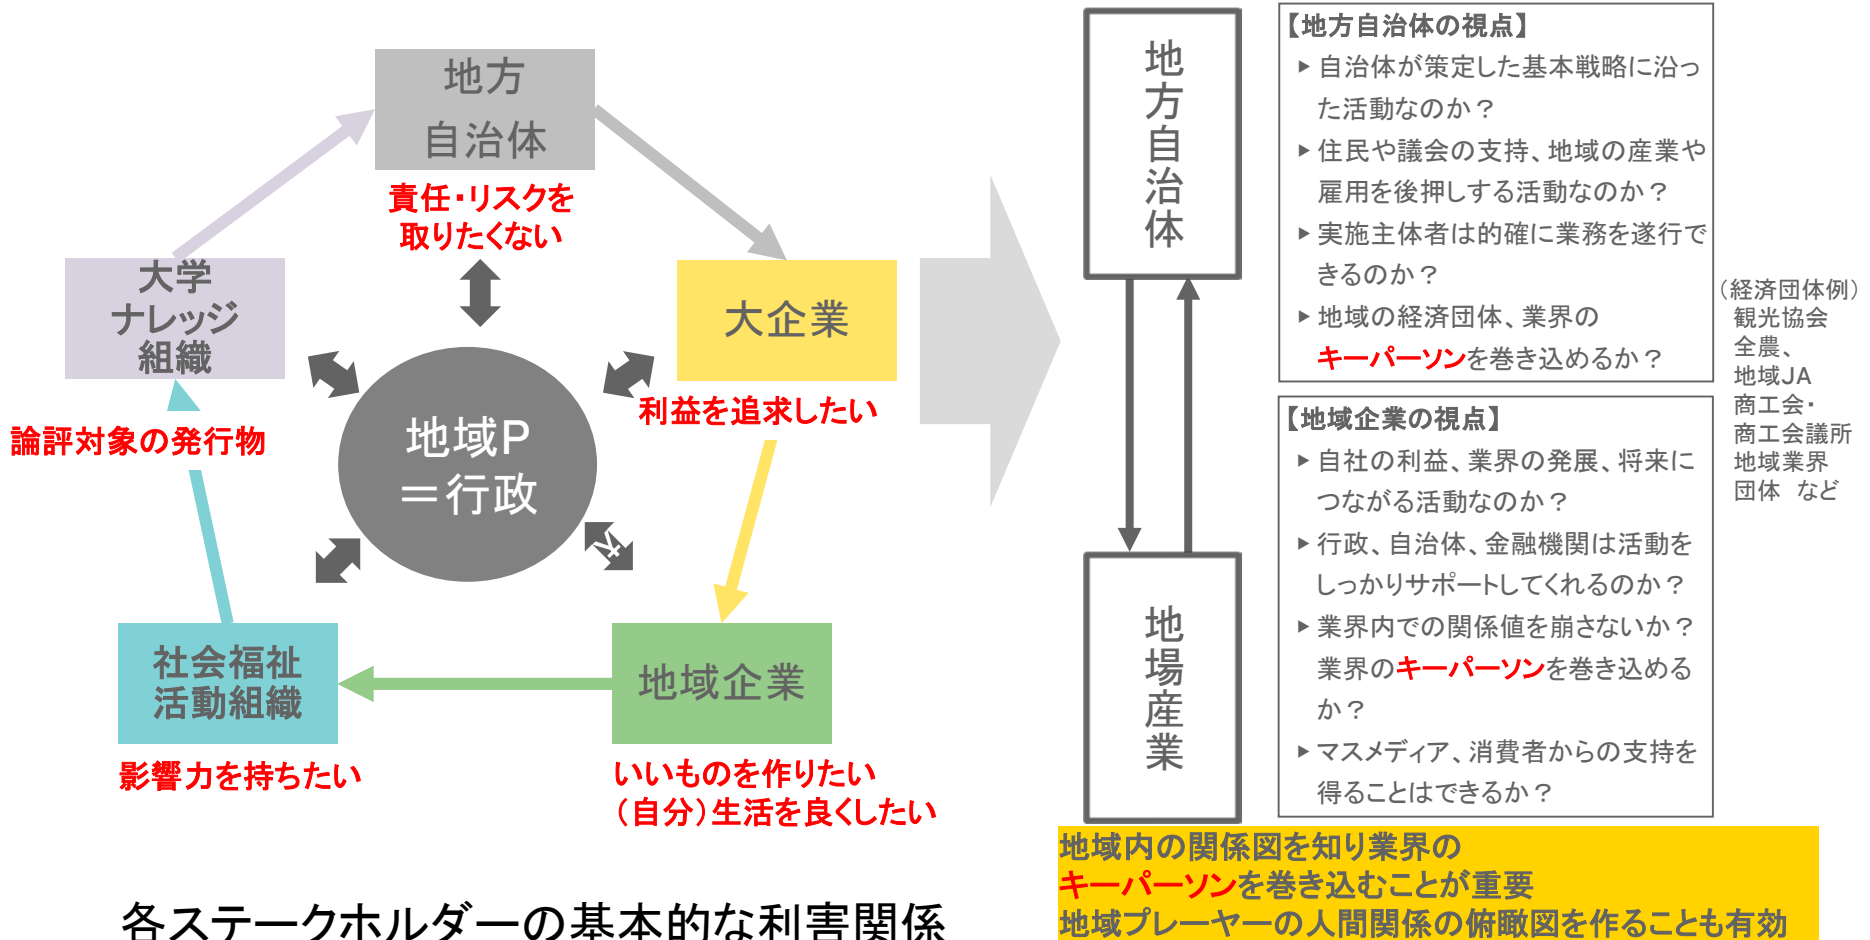 地方
自治体
責任・リスクを
取りたくない
大学
ナレッジ
組織
大企業
利益を追求したい
論評対象の発行物
地域P
＝行政
社会福祉
活動組織
影響力を持ちたい
地域企業
いいものを作りたい
（自分）生活を良くしたい
各ステークホルダーの基本的な利害関係
地方自治体
地場産業
【地方自治体の視点】
▶自治体が策定した基本戦略に沿っ
た活動なのか？
▶住民や議会の支持、地域の産業や
雇用を後押しする活動なのか？
▶実施主体者は的確に業務を遂行で
きるのか？
▶地域の経済団体、業界の
キーパーソンを巻き込めるか？
（経済団体例）
観光協会
全農、
地域JA
商工会・
商工会議所
地域業界
団体　など
【地域企業の視点】
▶自社の利益、業界の発展、将来に
つながる活動なのか？
▶行政、自治体、金融機関は活動を
しっかりサポートしてくれるのか？
▶業界内での関係値を崩さないか？
業界のキーパーソンを巻き込める
か？
▶マスメディア、消費者からの支持を
得ることはできるか？
地域内の関係図を知り業界の
キーパーソンを巻き込むことが重要
地域プレーヤーの人間関係の俯瞰図を作ることも有効